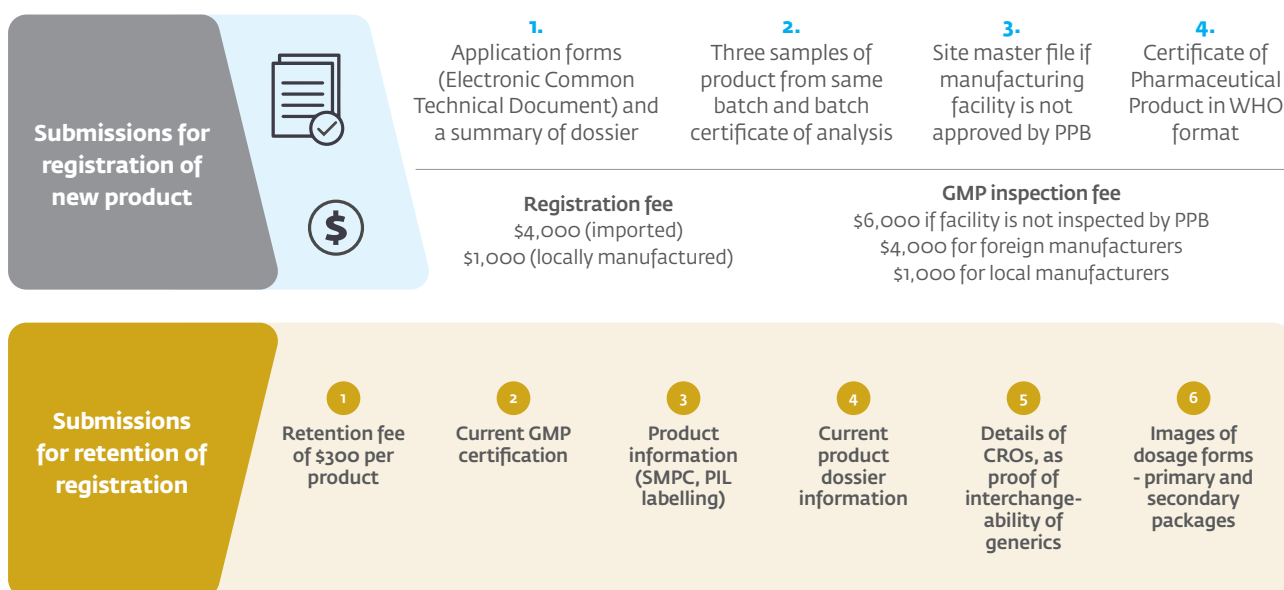 Submissions for
registration of
new product
1.
Application forms
(Electronic Common
Technical Document) and
a summary of dossier
2.
Three samples of
product from same
batch and batch
certificate of analysis
3.
Site master file if
manufacturing
facility is not
approved by PPB
4.
Certificate of
Pharmaceutical
Product in WHO
format
$
Registration fee
$4,000 (imported)
$1,000 (locally manufactured)
GMP inspection fee
$6,000 if facility is not inspected by PPB
$4,000 for foreign manufacturers
$1,000 for local manufacturers
Submissions
for retention of
registration
1
Retention fee
of $300 per
product
2
Current GMP
certification
3
Product
information
(SMPC, PIL
labelling)
4
Current
product
dossier
information
5
Details of
CROs, as
proof of
interchange-
ability of
generics
6
Images of
dosage forms
- primary and
secondary
packages